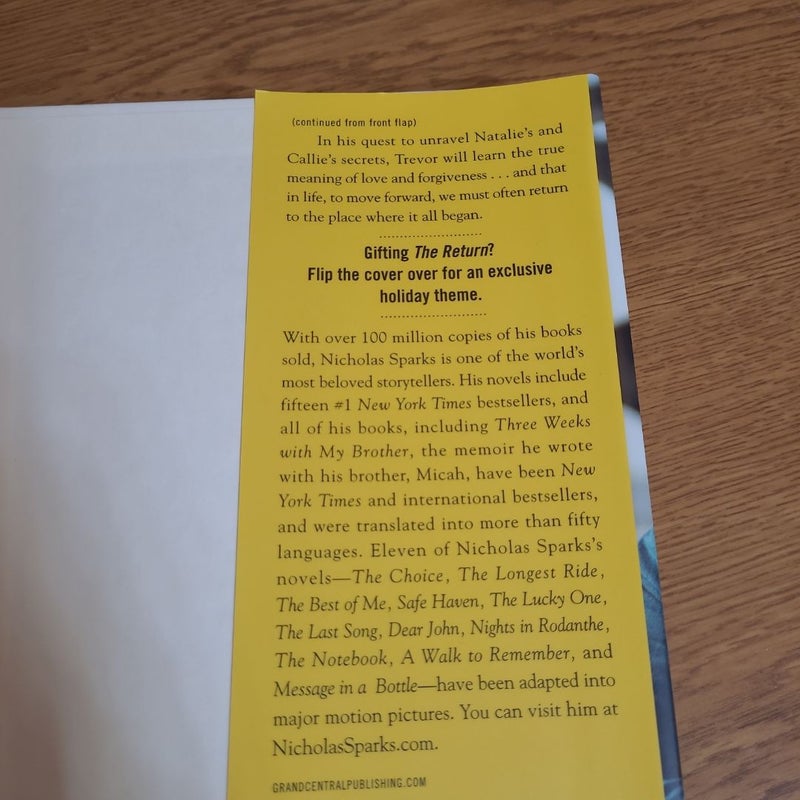 (continued from front flap)
In his quest to unravel Natalie's and
Callie's secrets, Trevor will learn the true
meaning of love and forgiveness . . . and that
in life, to move forward, we must often return
to the place where it all began.
Gifting The Return?
Flip the cover over for an exclusive
holiday theme.
With over 100 million copies of his books
sold, Nicholas Sparks is one of the world's
most beloved storytellers. His novels include
fifteen #1 New York Times bestsellers, and
all of his books, including Three Weeks
with My Brother, the memoir he wrote
with his brother, Micah, have been New
York Times and international bestsellers,
and were translated into more than fifty
languages. Eleven of Nicholas Sparks's
novels—The Choice, The Longest Ride,
The Best of Me, Safe Haven, The Lucky One,
The Last Song, Dear John, Nights in Rodanthe,
The Notebook, A Walk to Remember, and
Message in a Bottle—have been adapted into
major motion pictures. You can visit him at
NicholasSparks.com.
GRANDCENTRALPUBLISHING.COM